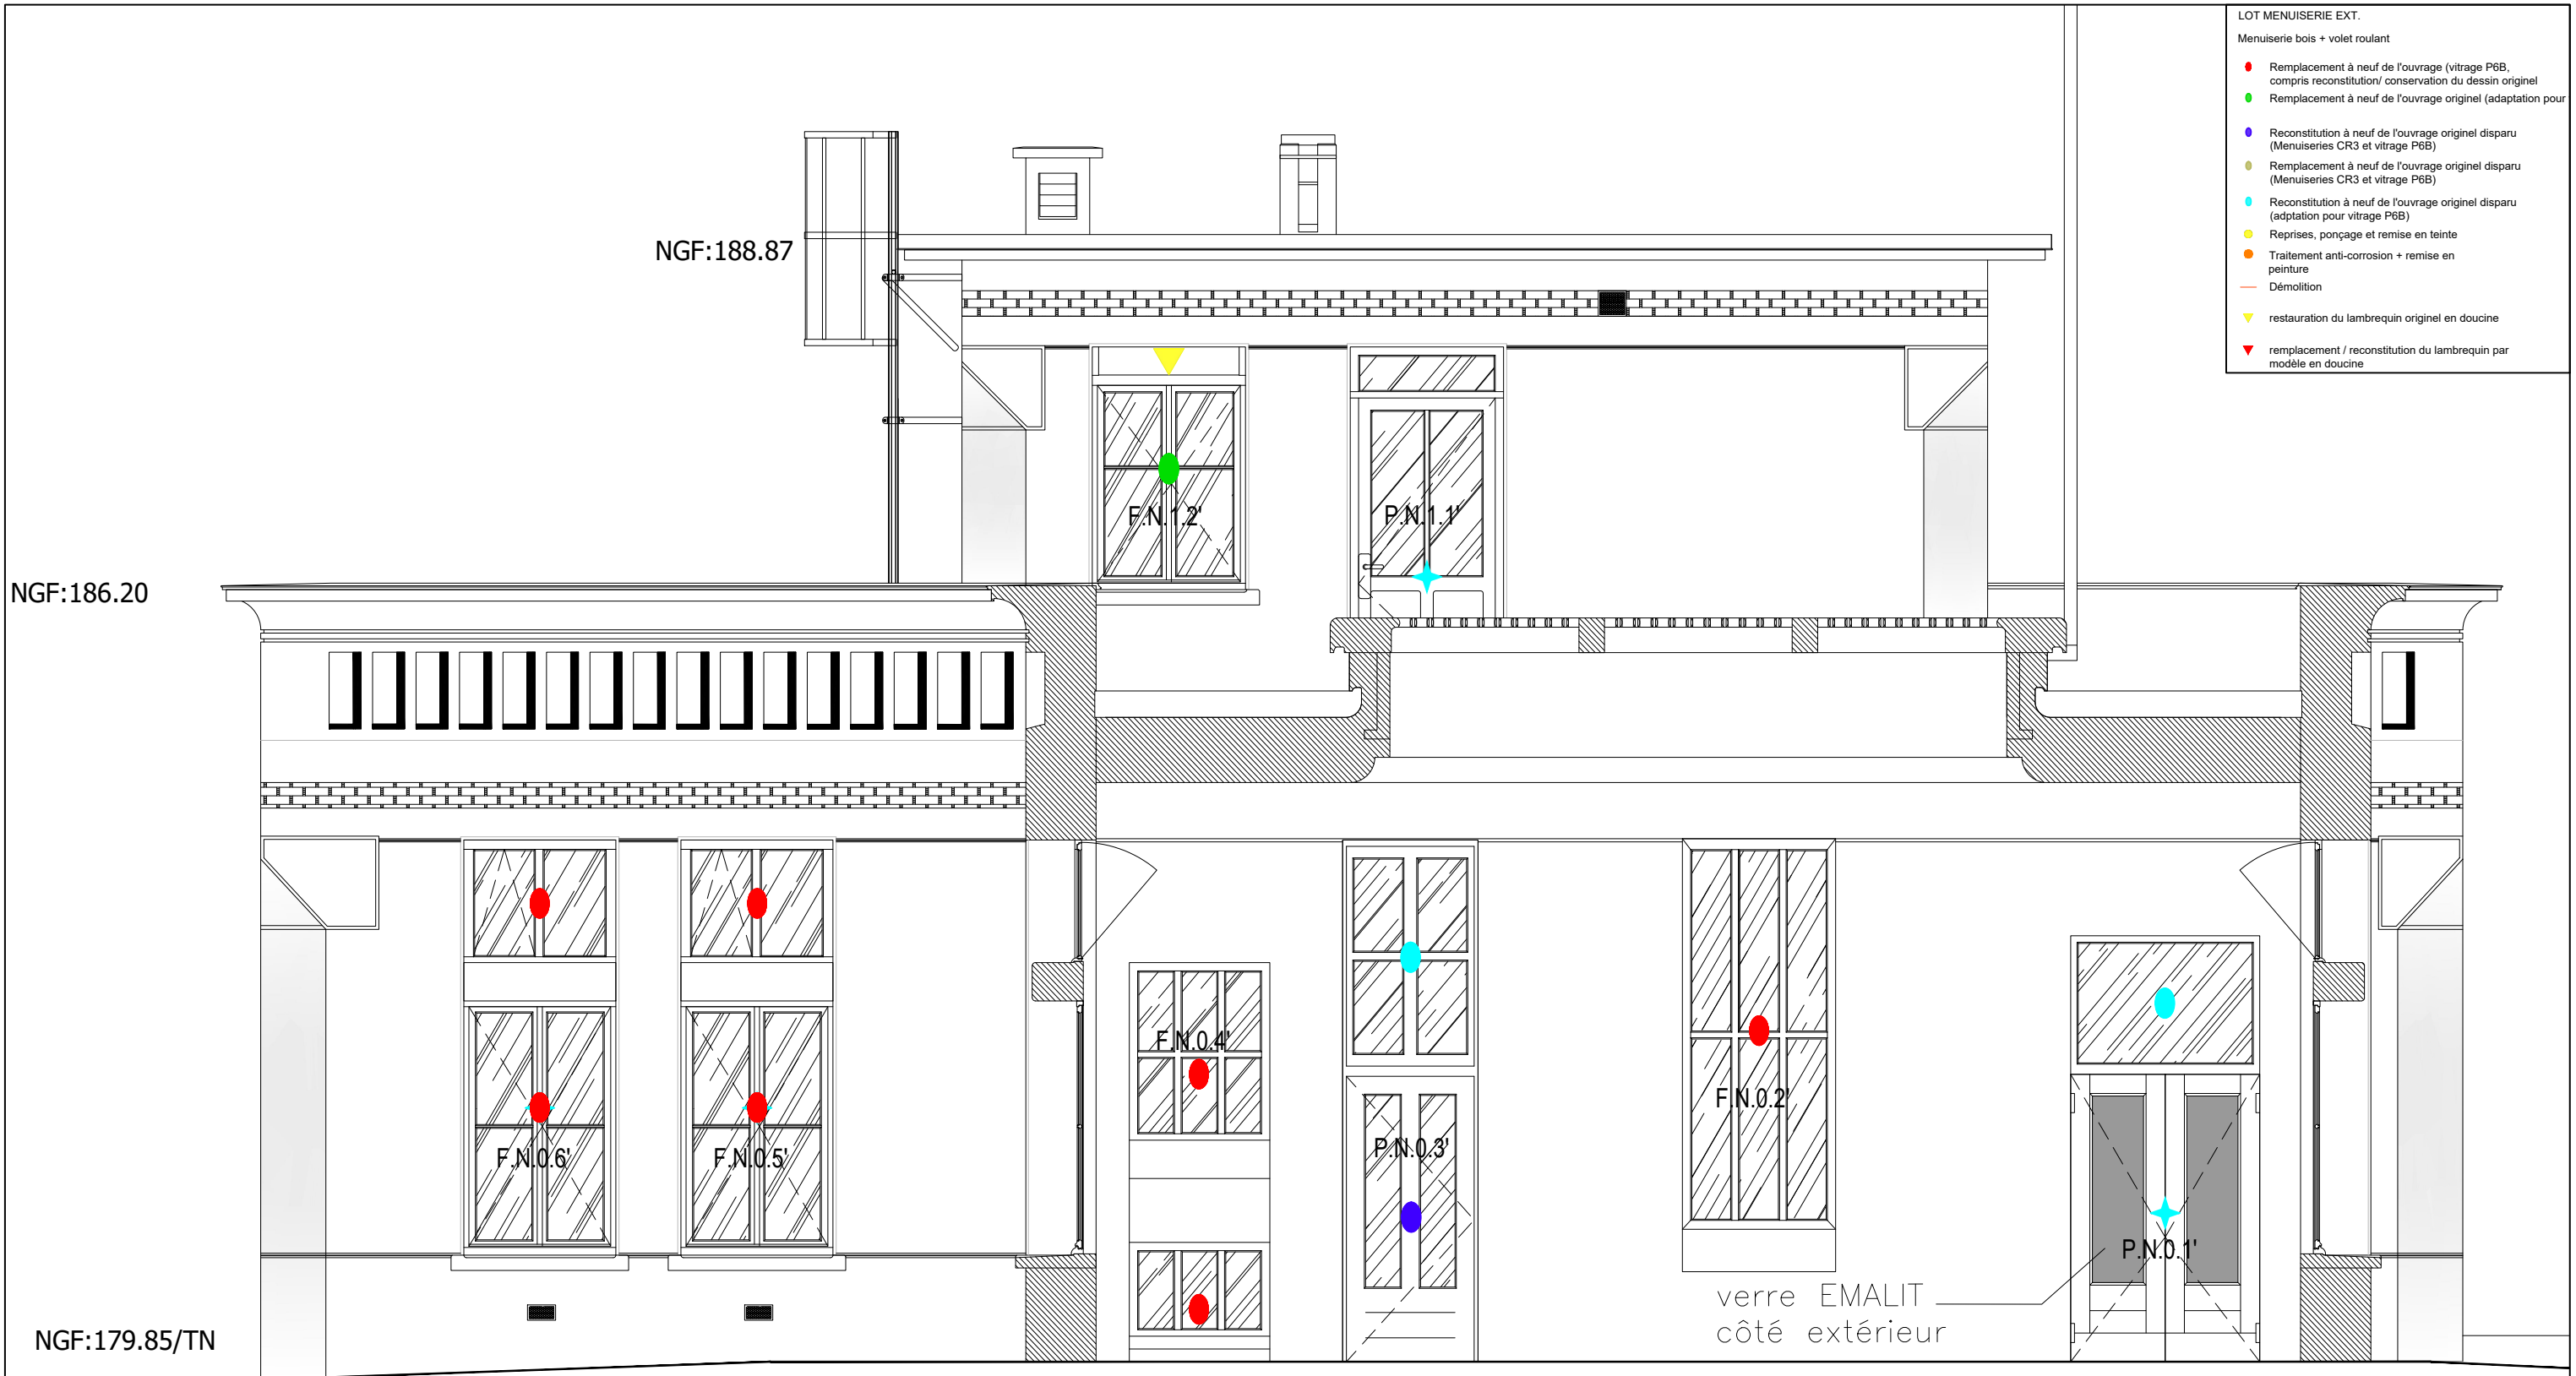 LOT MENUISERIE EXT.
Menuiserie bois + volet roulant
Remplacement à neuf de l'ouvrage (vitrage P6B,
compris reconstitution/ conservation du dessin originel
Remplacement à neuf de l'ouvrage originel (adaptation pour
Reconstitution à neuf de l'ouvrage originel disparu
(Menuiseries CR3 et vitrage P6B)
Remplacement à neuf de l'ouvrage originel disparu
(Menuiseries CR3 et vitrage P6B)
Reconstitution à neuf de l'ouvrage originel disparu
(adptation pour vitrage P6B)
Reprises, ponçage et remise en teinte
Traitement anti-corrosion + remise en
peinture
Démolition
restauration du lambrequin originel en doucine
remplacement / reconstitution du lambrequin par
modèle en doucine
NGF:188.87
F.N.1.2'
P.N.1.1'
NGF:186.20
F.N.0.4'
F.N.0.2'
P.N.0.3'
F.N.0.6'
F.N.0.5'
P.N.0.1'
verre EMALIT
côté extérieur
NGF:179.85/TN